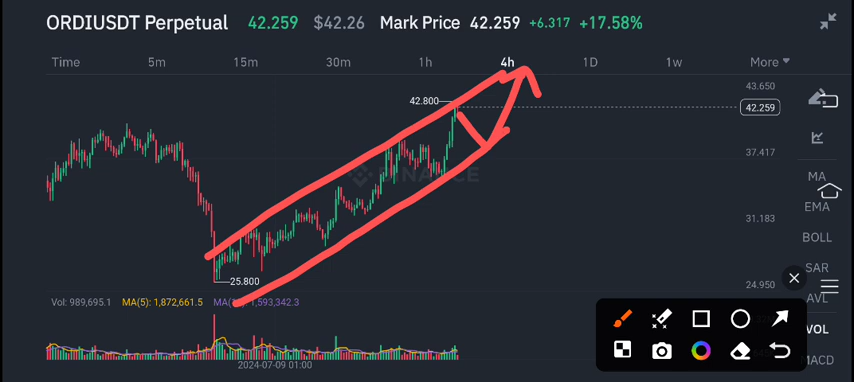 ORDIUSDT Perpetual 42.259 $42.26 Mark Price 42.259 +6.317 +17.58%
Time 5m 15m 30m 1h 4h 1D 1w More
43.650
42.800
42.259
37.417
MA
BINANCE
EMA
31.183
BOLL
SAR
25.800
24.950
AVL
Vol: 989,695.1 MA(5): 1,872,661.5 1,593,342.3
VOL
2024-07-09 01:00
MACD